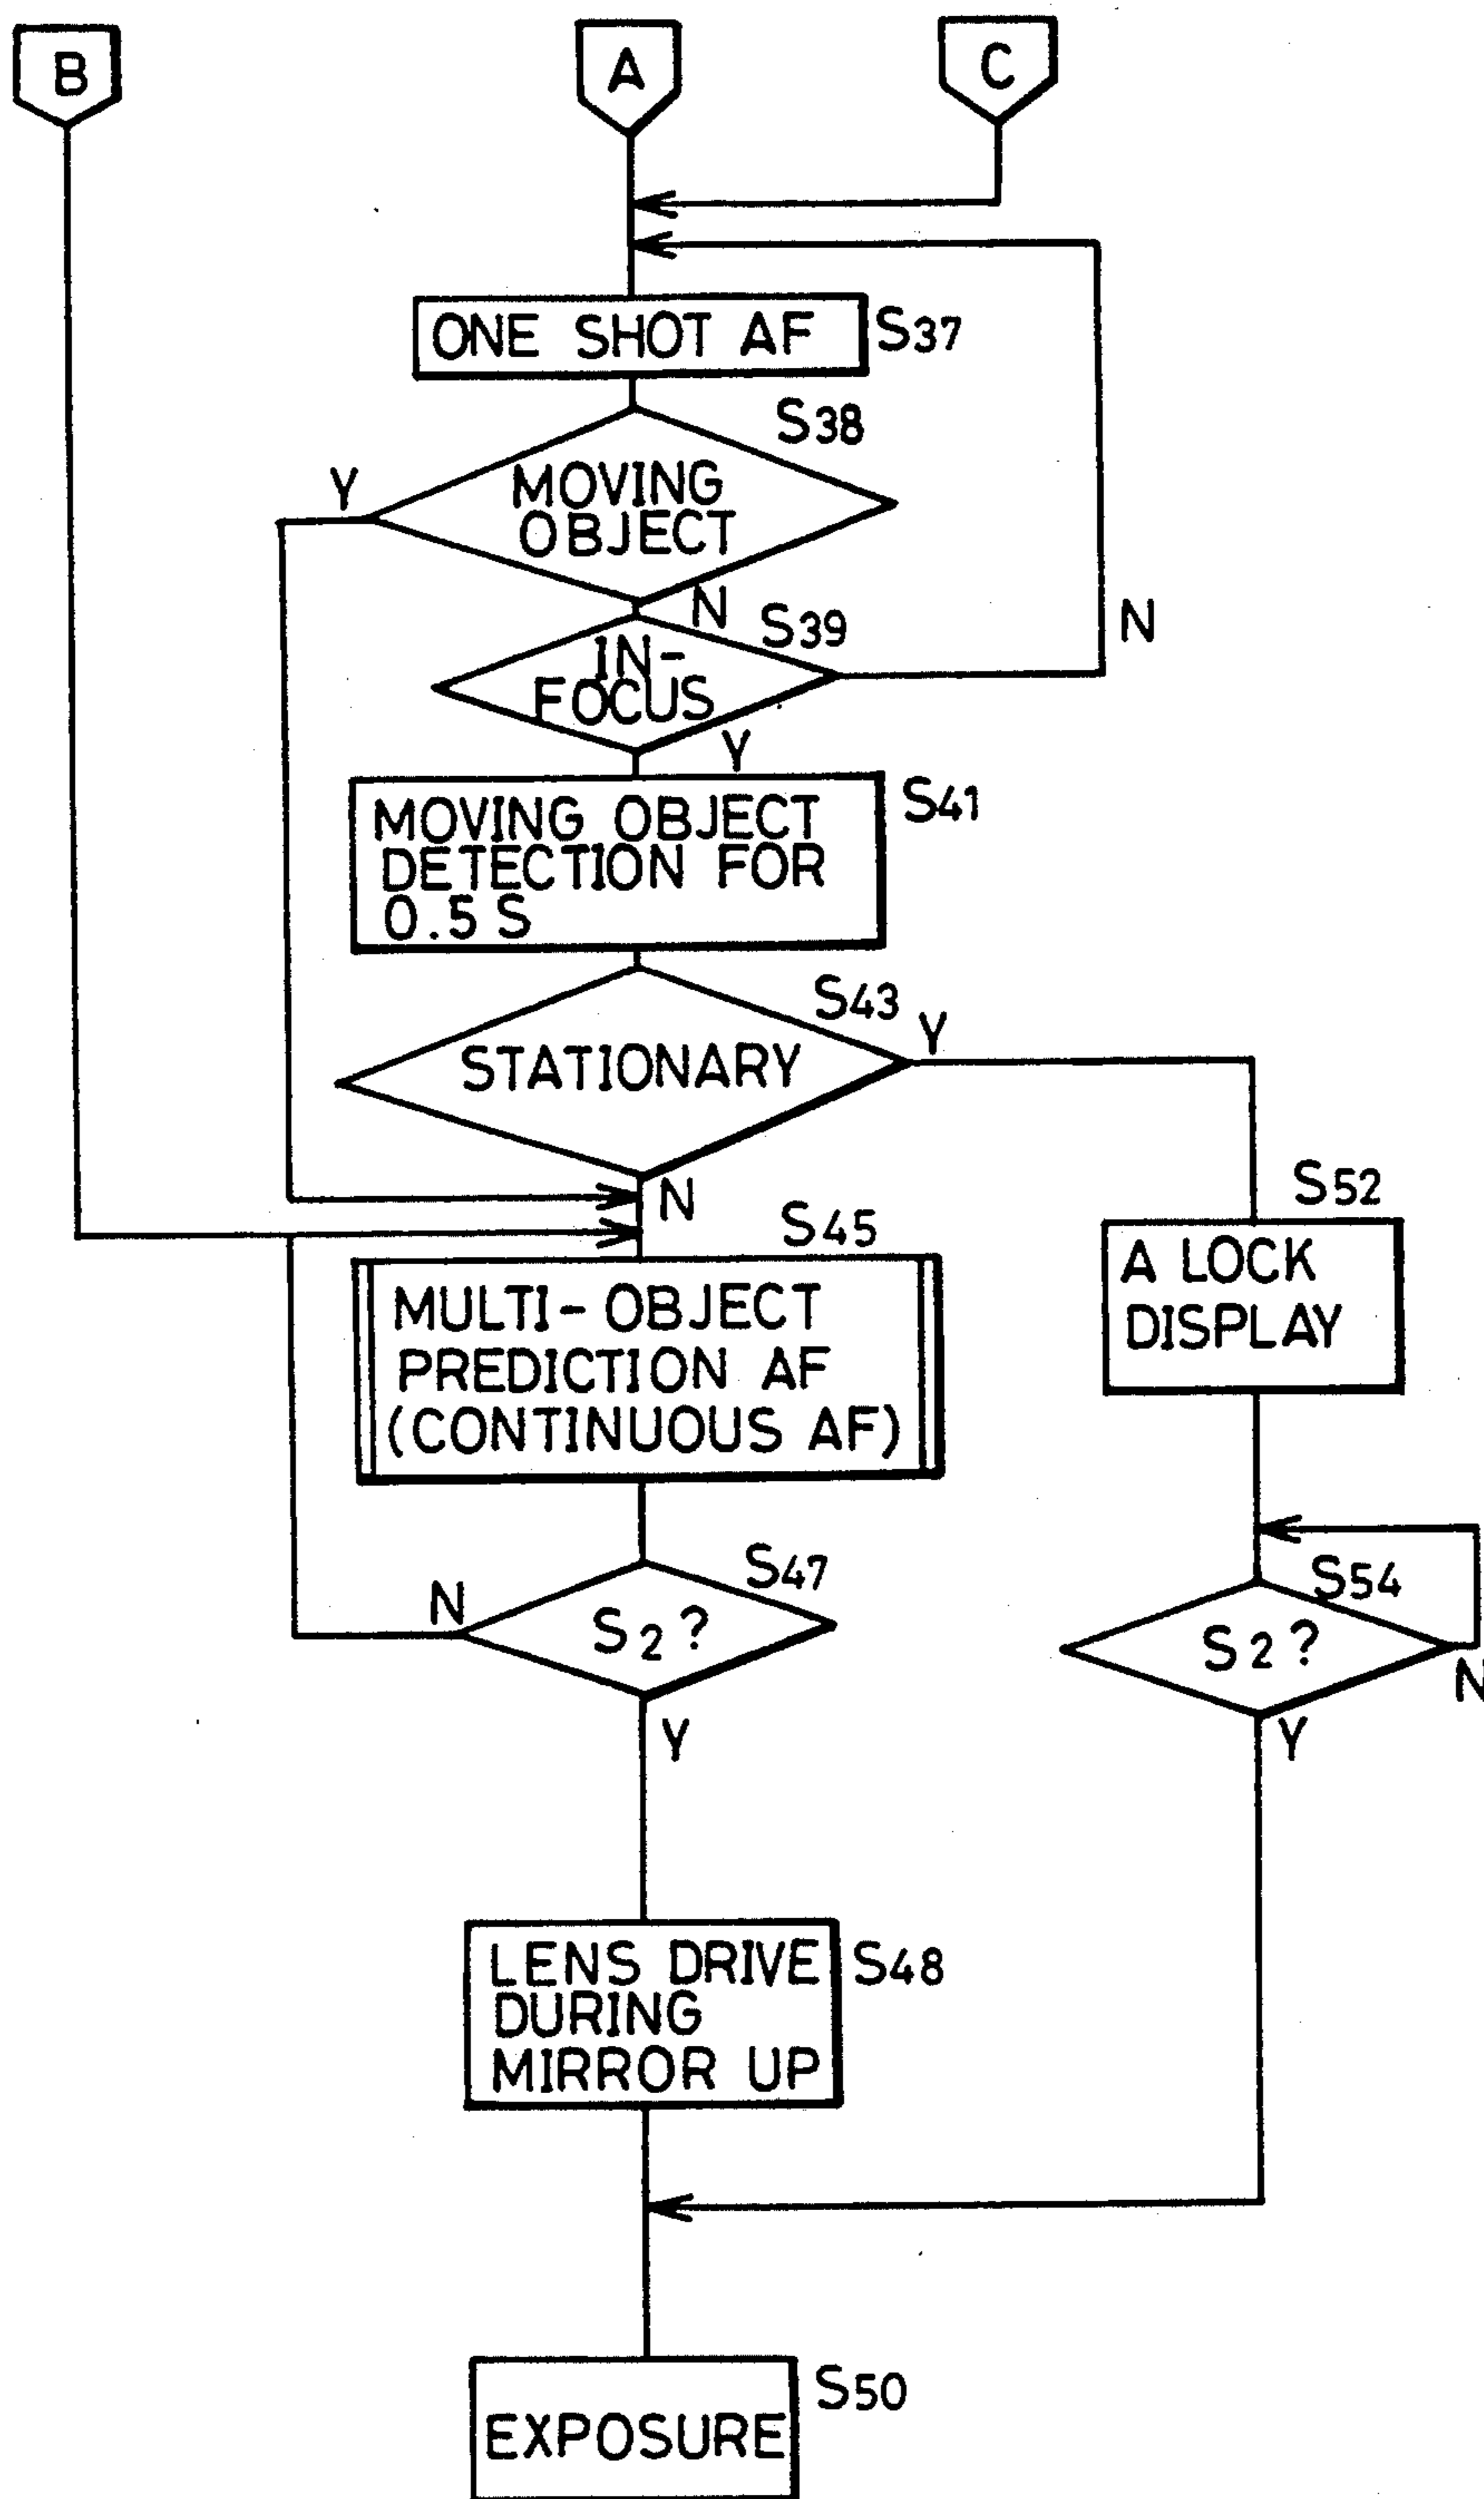 B
A
C
ONE SHOT AF
S37
S38
Y
MOVING
OBJECT
N
S39
N
IN-
FOCUS
Y
MOVING OBJECT
DETECTION FOR
0.5 S
S41
S43
Y
STATIONARY
N
S52
S45
A LOCK
DISPLAY
MULTI-OBJECT
PREDICTION AF
(CONTINUOUS AF)
S47
S54
N
S2?
S2?
N
Y
Y
LENS DRIVE
DURING
MIRROR UP
S48
S50
EXPOSURE